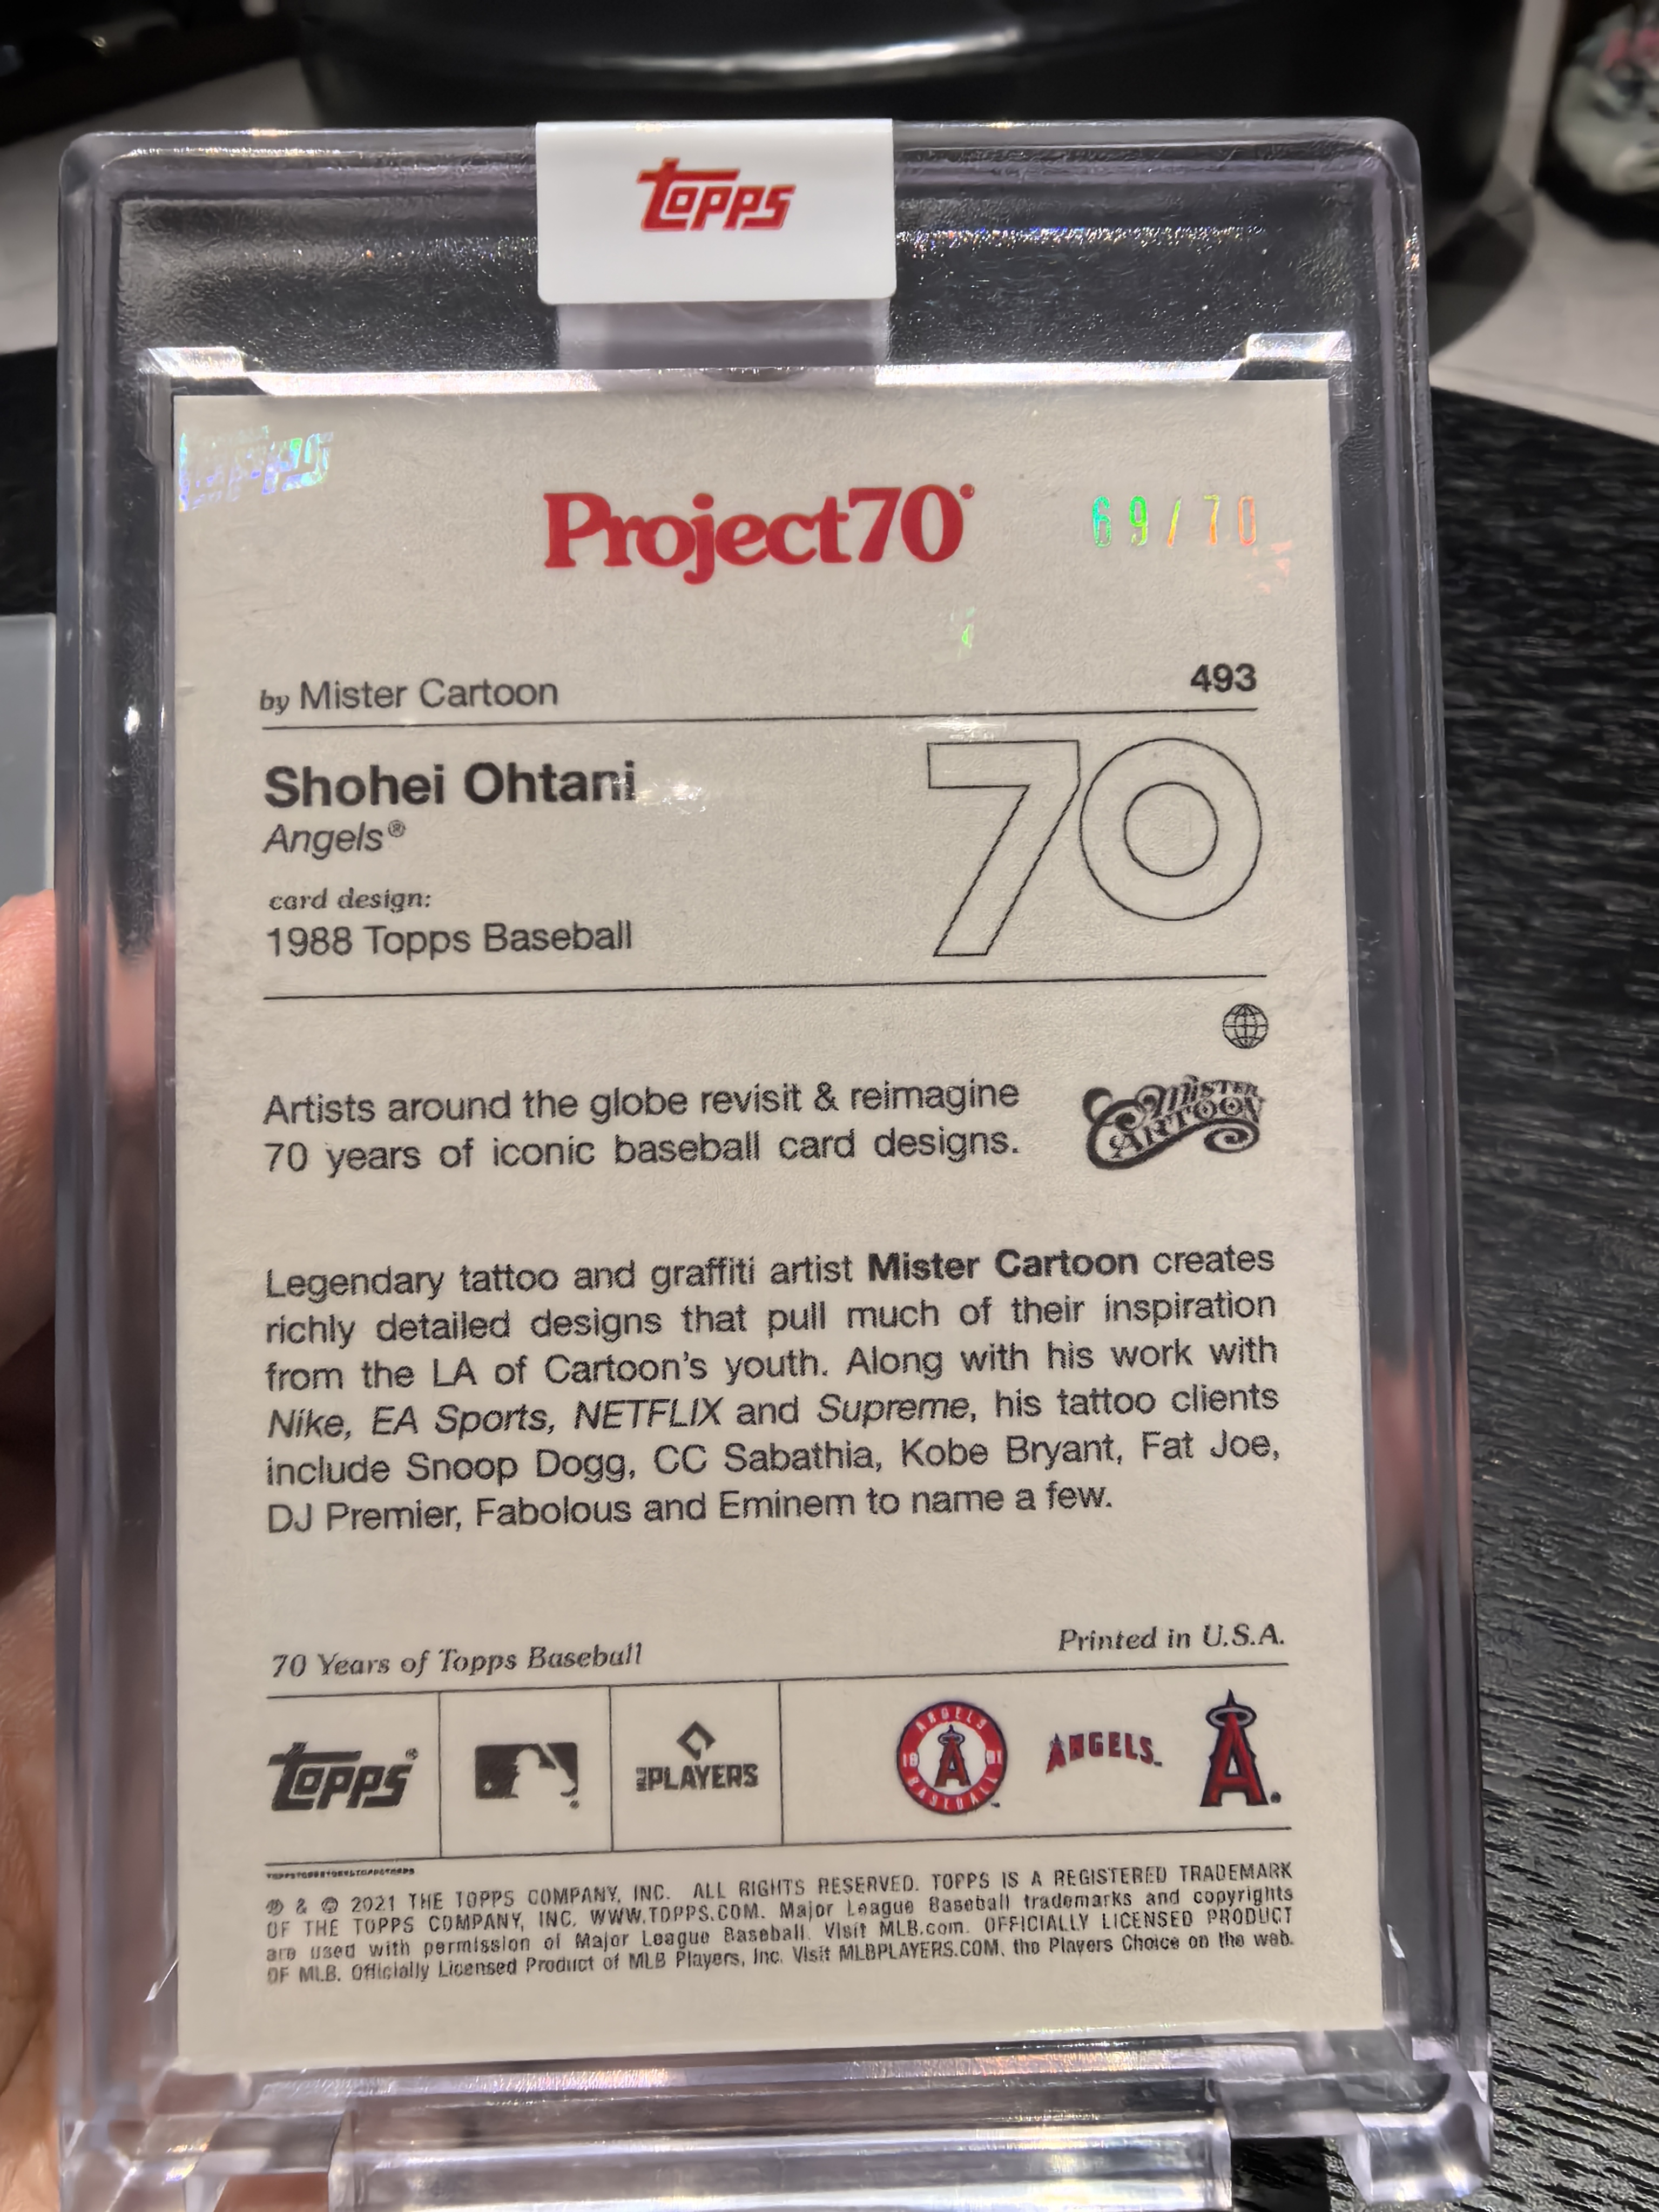 Topps
Project70
69/70
by Mister Cartoon
493
Shohei Ohtani
Angels®
card design:
1988 Topps Baseball
70
Artists around the globe revisit & reimagine
70 years of iconic baseball card designs.
Mister
Cartoon
Legendary tattoo and graffiti artist Mister Cartoon creates
richly detailed designs that pull much of their inspiration
from the LA of Cartoon's youth. Along with his work with
Nike, EA Sports, NETFLIX and Supreme, his tattoo clients
include Snoop Dogg, CC Sabathia, Kobe Bryant, Fat Joe,
DJ Premier, Fabolous and Eminem to name a few.
70 Years of Topps Baseball
Printed in U.S.A.
Topps®
PLAYERS
ANGELS
BASEBALL
A
ANGELS™
A®
® & © 2021 THE TOPPS COMPANY, INC. ALL RIGHTS RESERVED. TOPPS IS A REGISTERED TRADEMARK
OF THE TOPPS COMPANY, INC. WWW.TOPPS.COM. Major League Baseball trademarks and copyrights
are used with permission of Major League Baseball. Visit MLB.com. OFFICIALLY LICENSED PRODUCT
OF MLB. Officially Licensed Product of MLB Players, Inc. Visit MLBPLAYERS.COM, the Players Choice on the web.